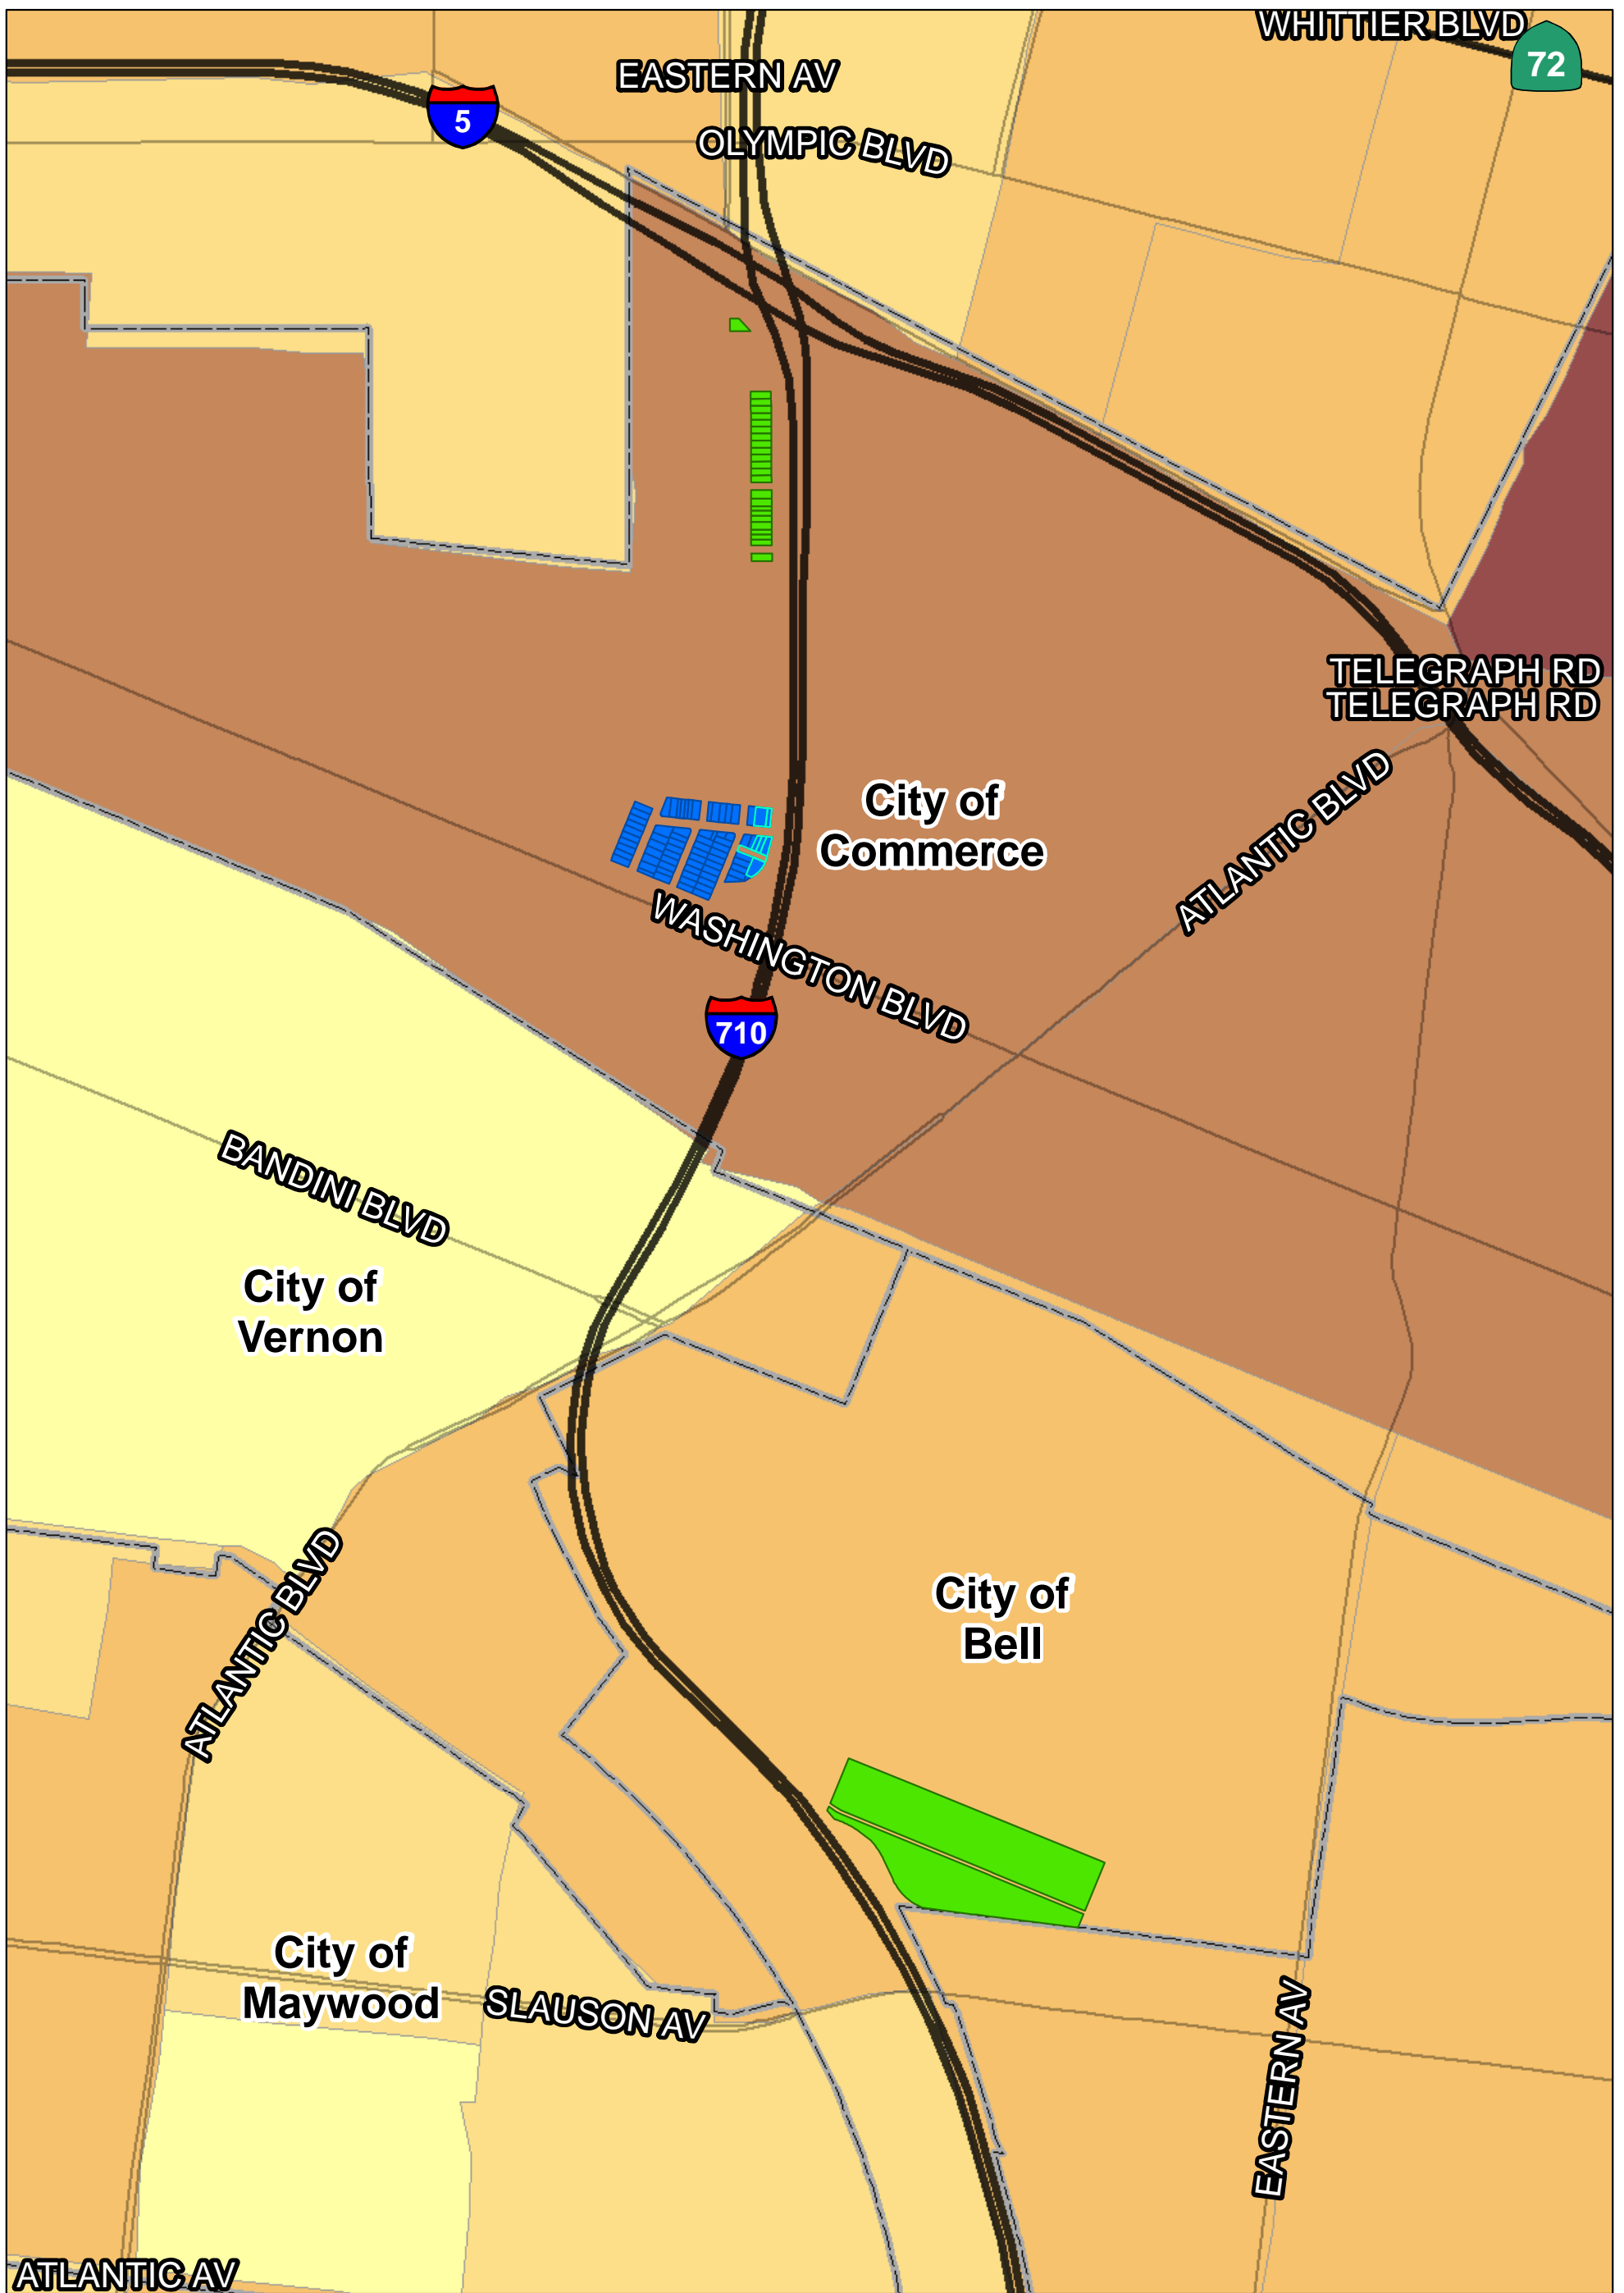 WHITTIER BLVD
72
EASTERN AV
5
OLYMPIC BLVD
TELEGRAPH RD
TELEGRAPH RD
City of
Commerce
ATLANTIC BLVD
WASHINGTON BLVD
710
BANDINI BLVD
City of
Vernon
ATLANTIC BLVD
City of
Bell
City of
Maywood
SLAUSON AV
EASTERN AV
ATLANTIC AV